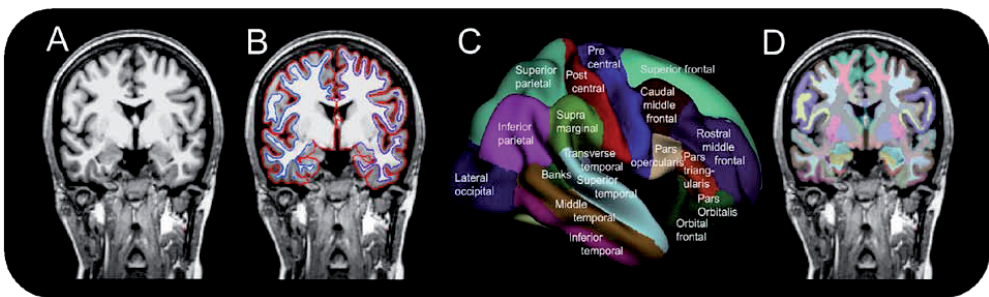 A
B
C
D
Pre
central
Superior
parietal
Post
central
Superior frontal
Caudal
middle
frontal
Supra
marginal
Inferior
parietal
Rostral
middle
frontal
Pars
opercularis
Pars
triang-
ularis
Transverse
temporal
Banks
Superior
temporal
Lateral
occipital
Middle
temporal
Pars
Orbitalis
Orbital
frontal
Inferior
temporal